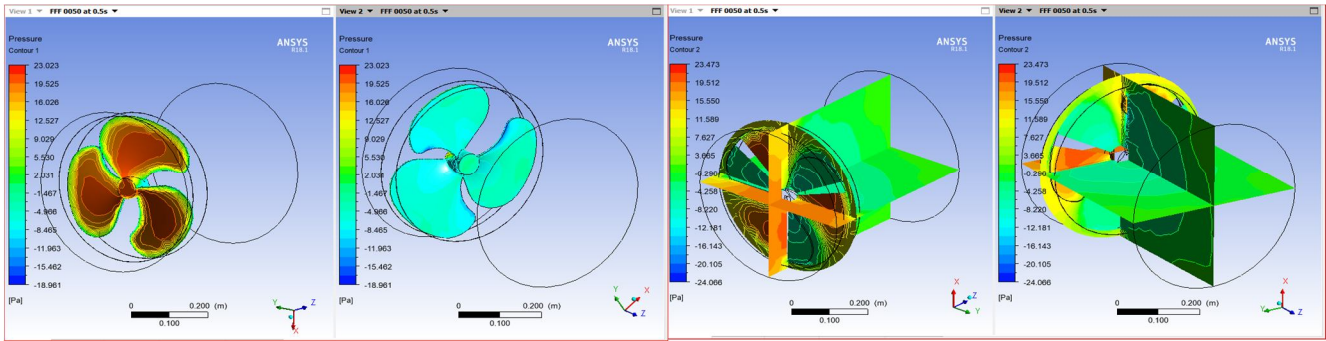 View 1 ▼ FFF 0050 at 0.5s ▼
Pressure
Contour 1
23.023
19.525
16.026
12.527
9.029
5.530
2.031
-1.467
-4.966
-8.465
-11.963
-15.462
-18.961
[Pa]
ANSYS
R18.1
0 0.200 (m)
0.100
Y Z X
View 2 ▼ FFF 0050 at 0.5s ▼
Pressure
Contour 1
23.023
19.525
16.026
12.527
9.029
5.530
2.031
-1.467
-4.966
-8.465
-11.963
-15.462
-18.961
[Pa]
ANSYS
R18.1
0 0.200 (m)
0.100
Y X Z
View 1 ▼ FFF 0050 at 0.5s ▼
Pressure
Contour 2
23.473
19.512
15.550
11.589
7.627
3.665
-4.258
-8.220
-12.181
-16.143
-20.105
-24.066
[Pa]
ANSYS
R18.1
0 0.200 (m)
0.100
X Z Y
View 2 ▼ FFF 0050 at 0.5s ▼
Pressure
Contour 2
23.473
19.512
15.550
11.589
7.627
3.665
-4.258
-8.220
-12.181
-16.143
-20.105
-24.066
[Pa]
ANSYS
R18.1
0 0.200 (m)
0.100
X Y Z